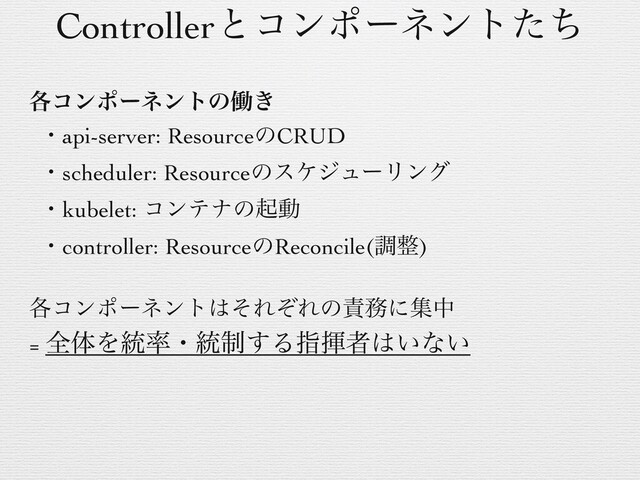 Controllerとコンポーネントたち
各コンポーネントの働き
・api-server: ResourceのCRUD
・scheduler: Resourceのスケジューリング
・kubelet: コンテナの起動
・controller: ResourceのReconcile(調整)
各コンポーネントはそれぞれの責務に集中
= 全体を統率・統制する指揮者はいない